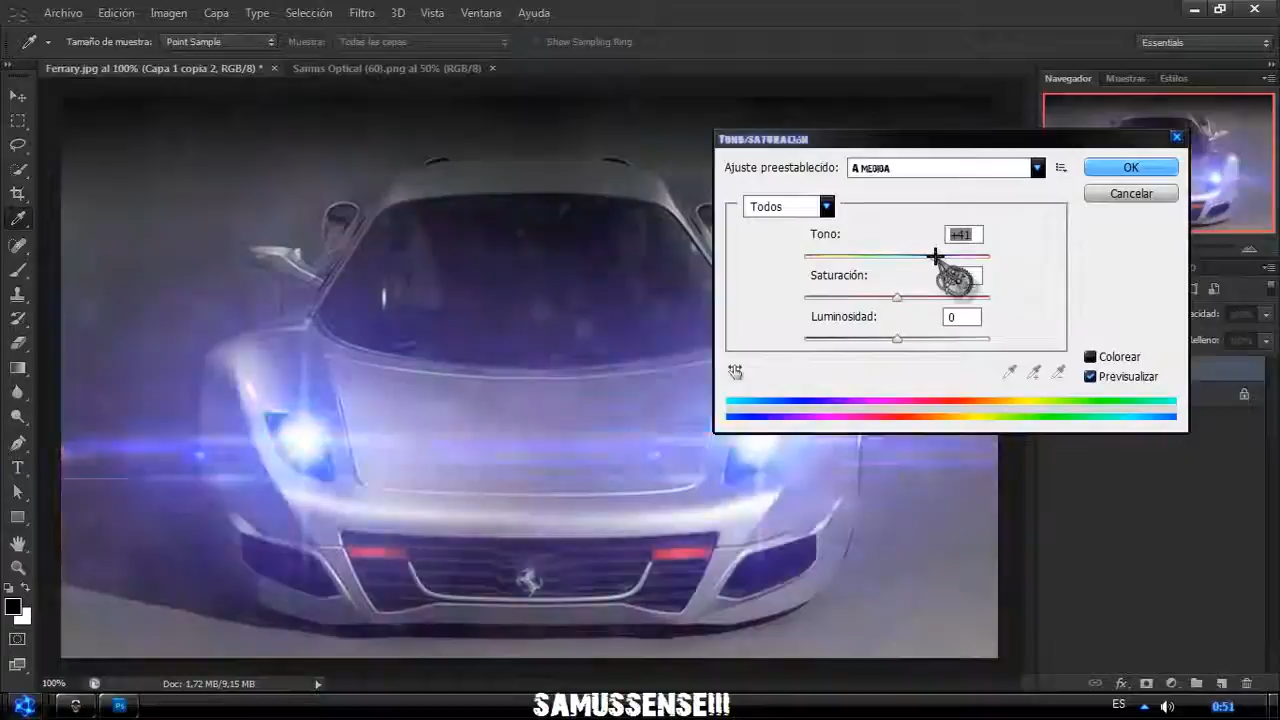 PS Archivo Edición Imagen Capa Type Selección Filtro 3D Vista Ventana Ayuda
Tamaño de muestra: Point Sample Muestra: Todas las capas Show Sampling Ring Essentials
Ferrary.jpg al 100% (Capa 1 copia 2, RGB/8) * Samus Optical (60).png al 50% (RGB/8)
Navegador Muestras Estilos
Tono/saturación
Ajuste preestablecido: A medida OK
Cancelar
Todos
Tono: +41
Saturación:
Luminosidad: 0
Colorear
Previsualizar
100% Doc: 1,72 MB/9,15 MB
SAMUSSENSE!!!
Ps ES 0:51